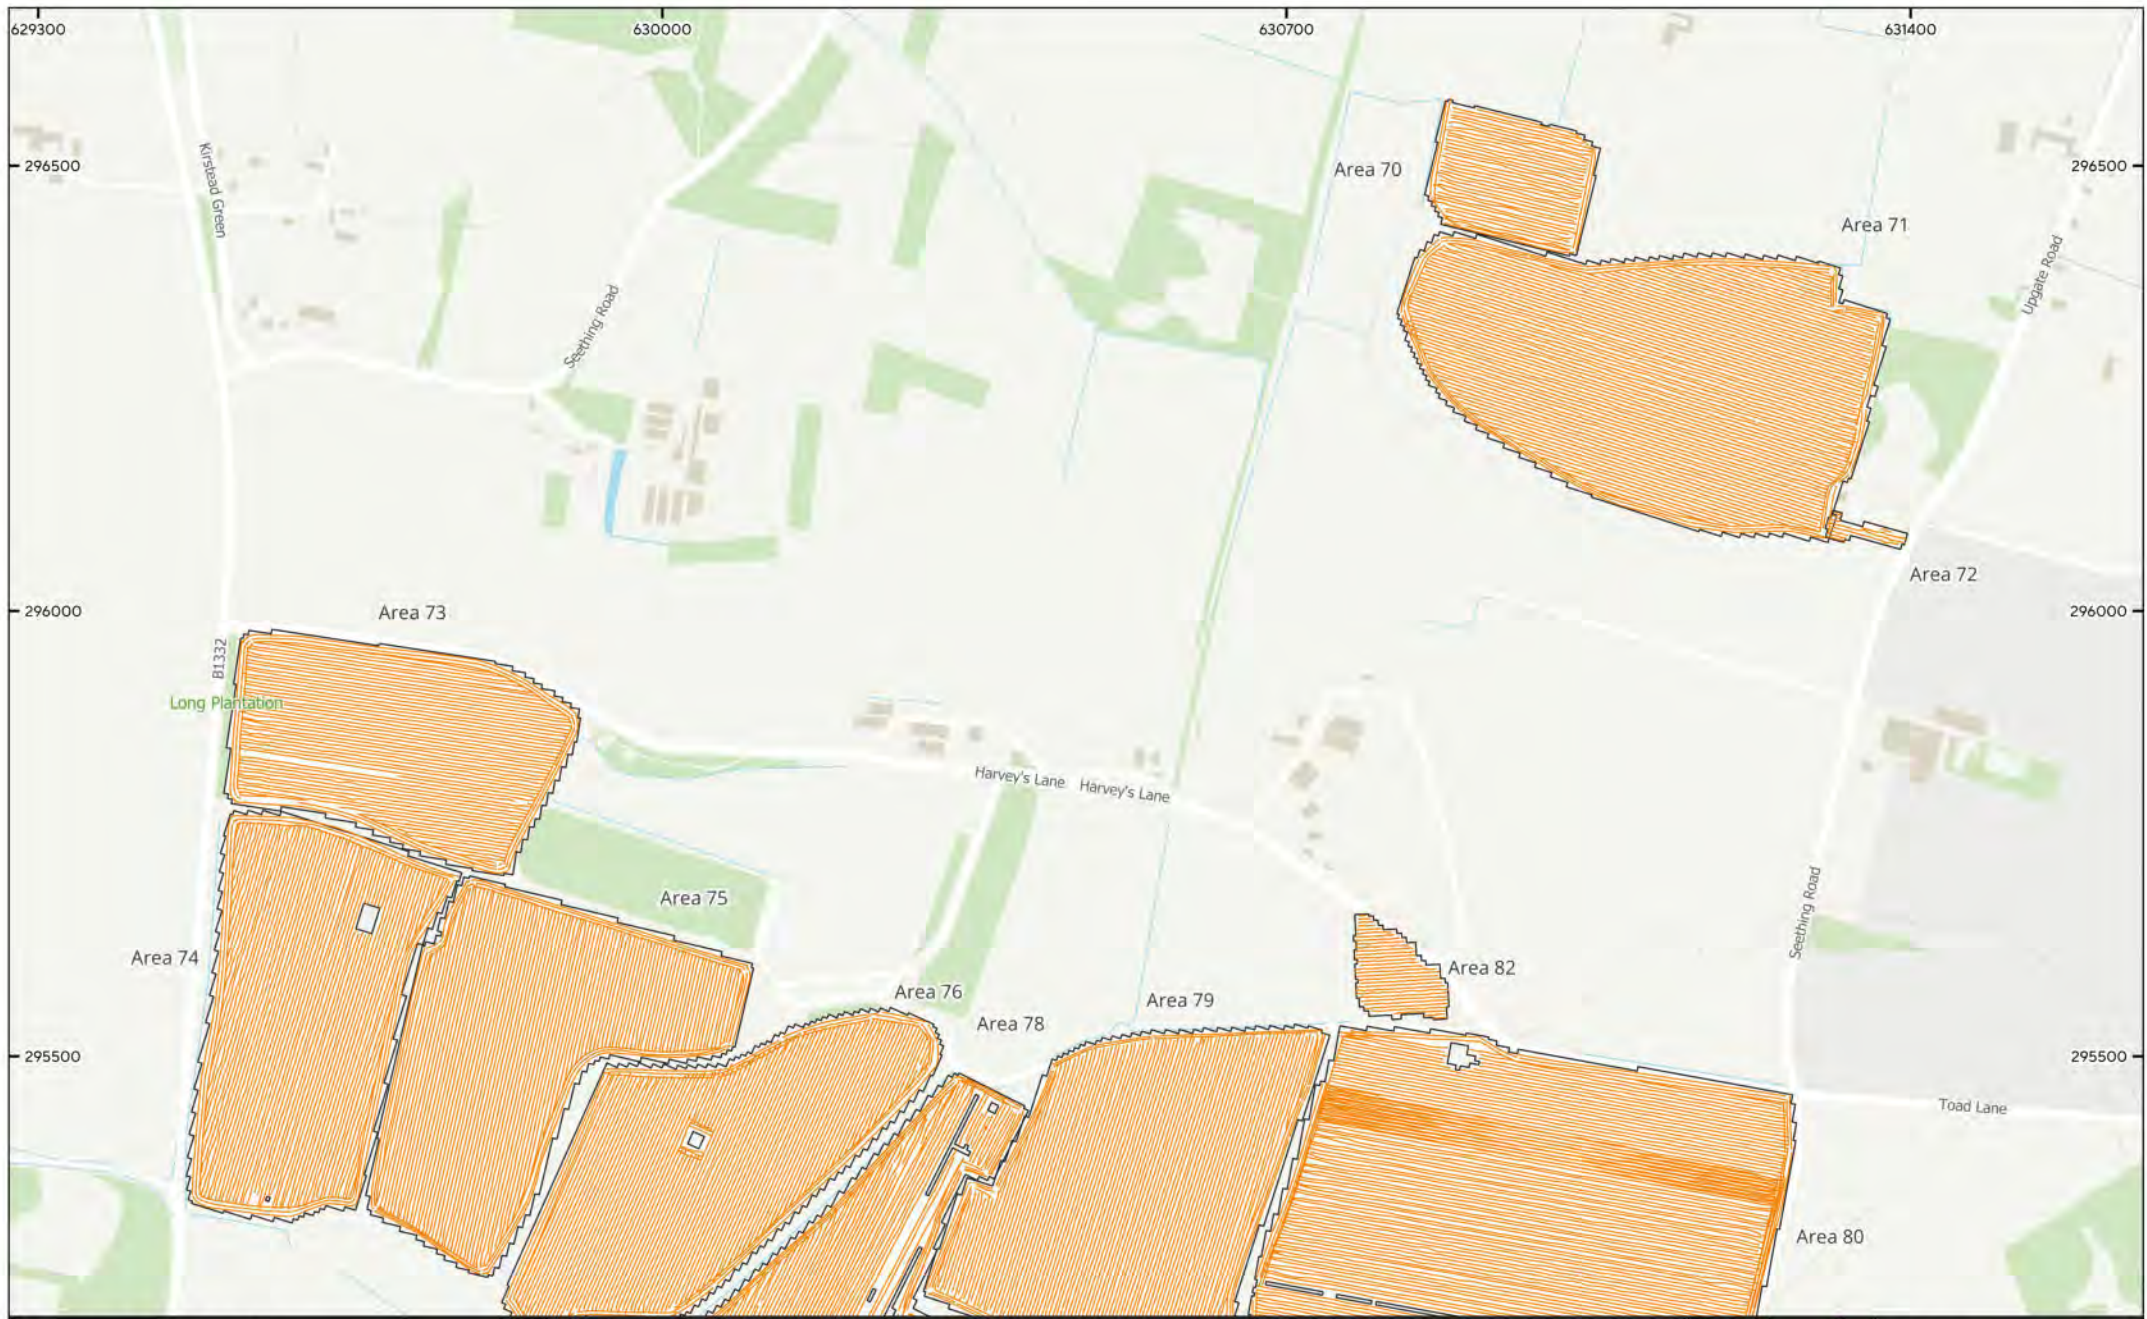 629300
630000
630700
631400
296500
Kirstead Green
Area 70
296500
Area 71
Upgate Road
Seething Road
Area 72
296000
Area 73
296000
B1332
Long Plantation
Harvey's Lane
Harvey's Lane
Area 75
Seething Road
Area 74
Area 82
Area 76
Area 79
Area 78
295500
295500
Toad Lane
Area 80